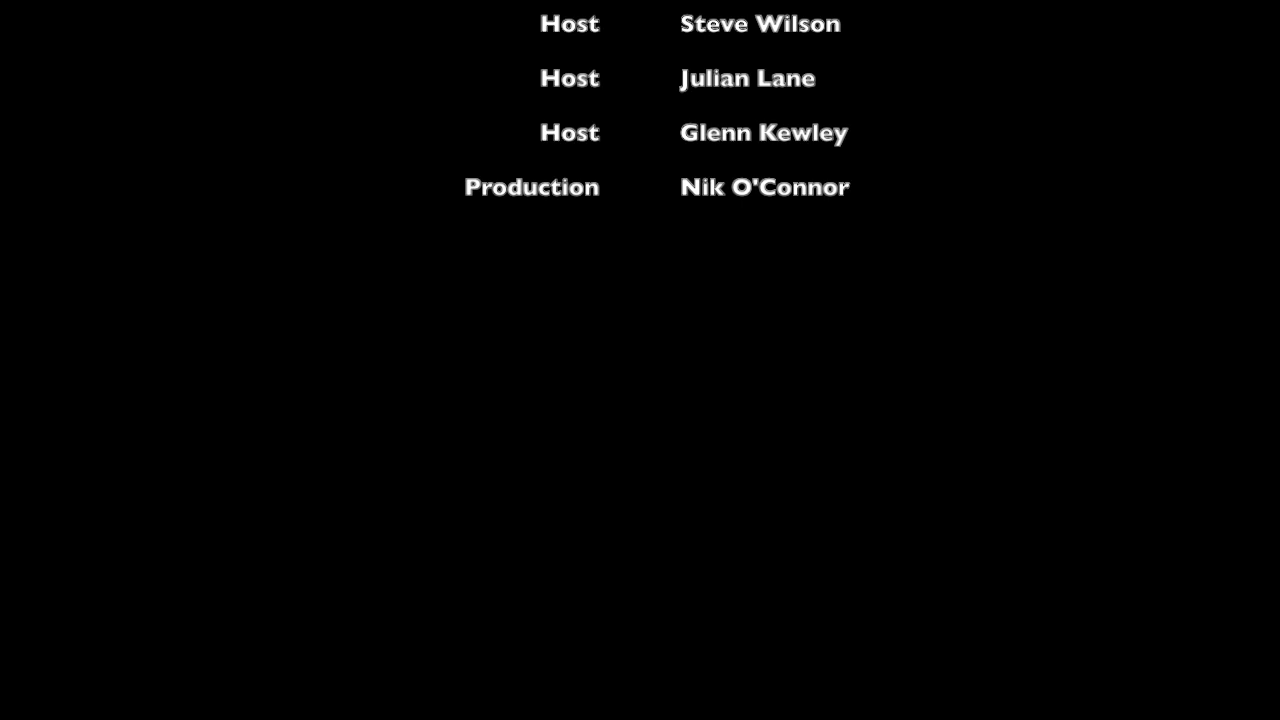 Host Steve Wilson
Host Julian Lane
Host Glenn Kewley
Production Nik O'Connor